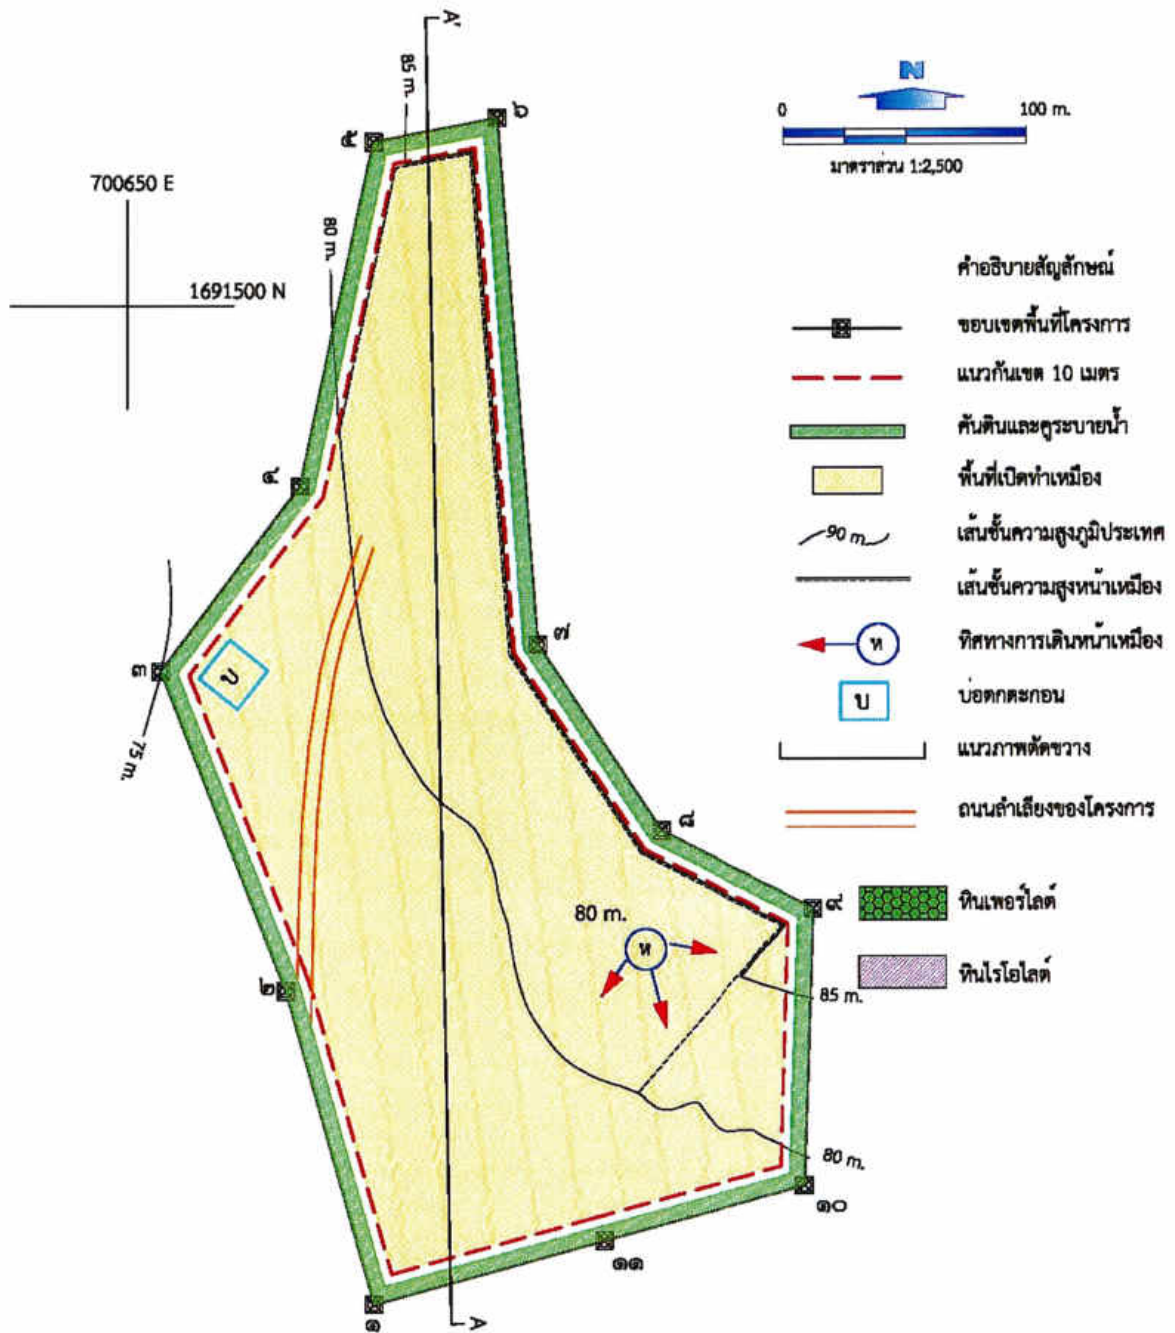 A'
85 m.
N
0 100 m.
มาตราส่วน 1:2,500
๕
๖
700650 E
1691500 N
80 m.
คำอธิบายสัญลักษณ์
ขอบเขตพื้นที่โครงการ
แนวกันเขต 10 เมตร
คันดินและคูระบายน้ำ
พื้นที่เปิดทำเหมือง
90 m.
เส้นชั้นความสูงภูมิประเทศ
เส้นชั้นความสูงหน้าเหมือง
ห
ทิศทางการเดินหน้าเหมือง
บ
บ่อตกตะกอน
แนวภาพตัดขวาง
ถนนลำเลียงของโครงการ
หินเพอร์ไลต์
หินไรโอไลต์
๔
๗
๓
บ
75 m.
๘
๙
80 m.
ห
๒
85 m.
80 m.
๑๐
๑๑
๑
A